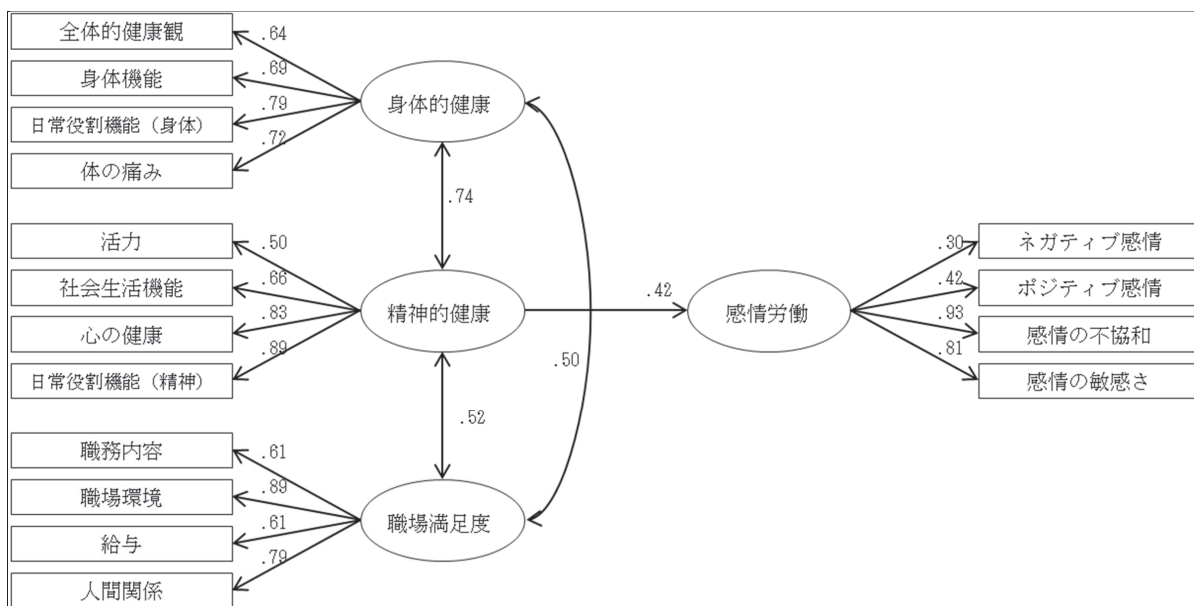 全体的健康観
.64
身体機能
.69
日常役割機能（身体）
.79
体の痛み
.72
身体的健康
.74
活力
.50
社会生活機能
.66
心の健康
.83
日常役割機能（精神）
.89
精神的健康
.52
職務内容
.61
職場環境
.89
給与
.61
人間関係
.79
職場満足度
.50
.42
感情労働
.30
ネガティブ感情
.42
ポジティブ感情
.93
感情の不協和
.81
感情の敏感さ